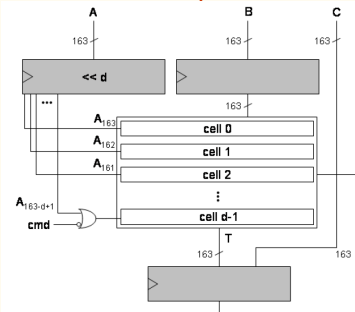 A B C
163 163 163
<< d
...
163
A163 cell 0
A162 cell 1
A161 cell 2
A163-d+1 cell d-1
cmd
T
163 163